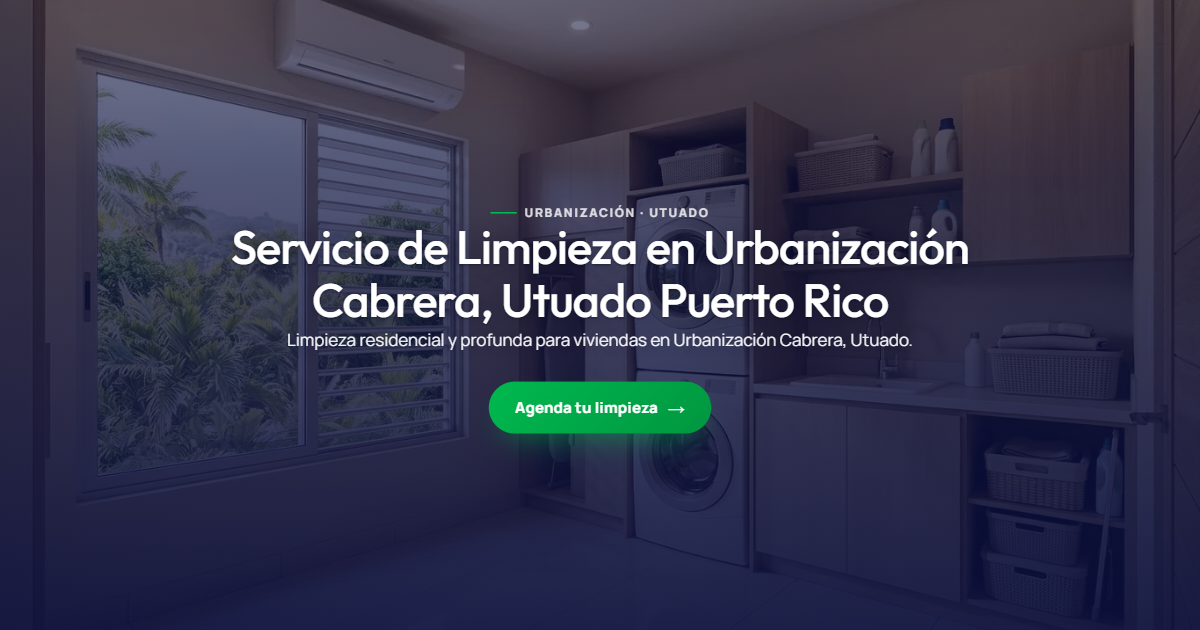 URBANIZACIÓN · UTUADO
Servicio de Limpieza en Urbanización
Cabrera, Utuado Puerto Rico
Limpieza residencial y profunda para viviendas en Urbanización Cabrera, Utuado.
Agenda tu limpieza →